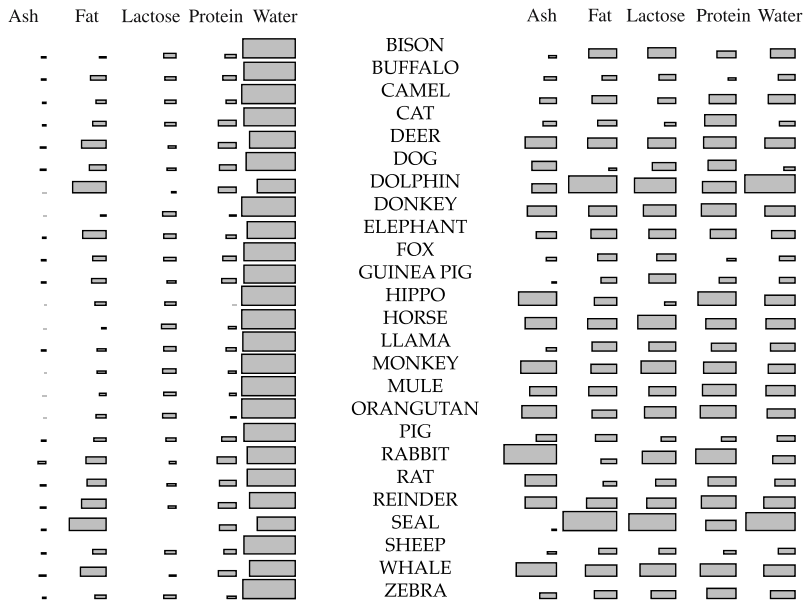 Ash Fat Lactose Protein Water Ash Fat Lactose Protein Water
BISON
BUFFALO
CAMEL
CAT
DEER
DOG
DOLPHIN
DONKEY
ELEPHANT
FOX
GUINEA PIG
HIPPO
HORSE
LLAMA
MONKEY
MULE
ORANGUTAN
PIG
RABBIT
RAT
REINDER
SEAL
SHEEP
WHALE
ZEBRA